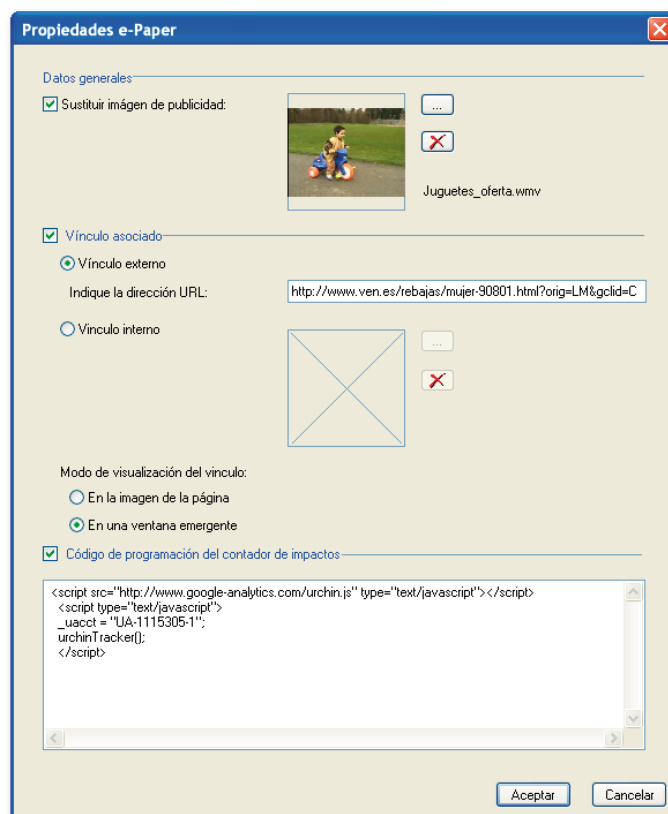 Propiedades e-Paper
Datos generales
Sustituir imágen de publicidad:
...
Juguetes_oferta.wmv
Vínculo asociado
Vínculo externo
Indique la dirección URL:
http://www.ven.es/rebajas/mujer-90801.html?orig=LM&gclid=C
Vinculo interno
...
Modo de visualización del vinculo:
En la imagen de la página
En una ventana emergente
Código de programación del contador de impactos
<script src="http://www.google-analytics.com/urchin.js" type="text/javascript"></script>
<script type="text/javascript">
_uacct = "UA-1115305-1";
urchinTracker();
</script>
Aceptar
Cancelar